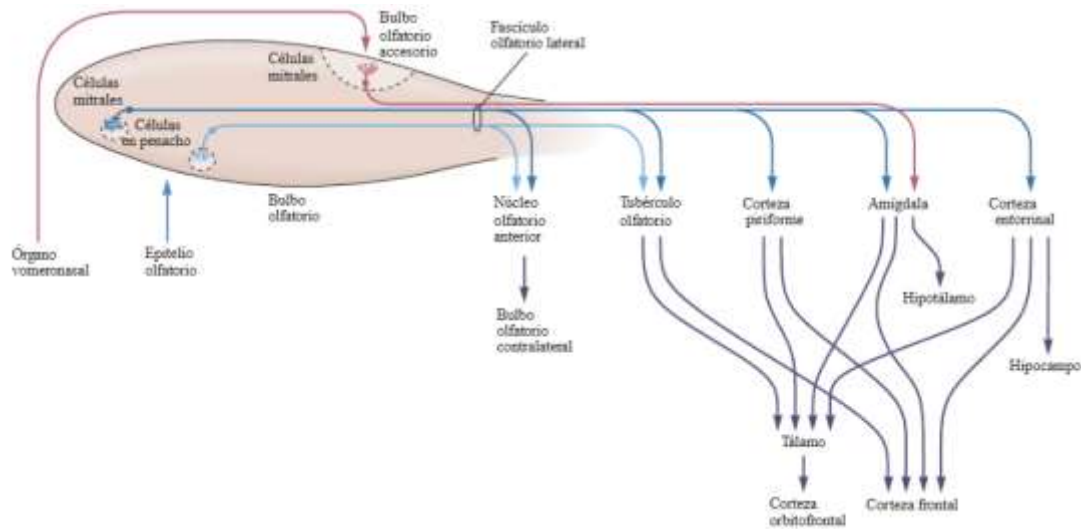 Bulbo
olfatorio
accesorio
Fascículo
olfatorio lateral
Células
mitrales
Células
mitrales
Células
en penacho
Bulbo
olfatorio
Órgano
vomeronasal
Epitelio
olfatorio
Núcleo
olfatorio
anterior
Tubérculo
olfatorio
Corteza
piriforme
Amígdala
Corteza
entorrinal
Bulbo
olfatorio
contralateral
Hipotálamo
Hipocampo
Tálamo
Corteza
orbitofrontal
Corteza frontal